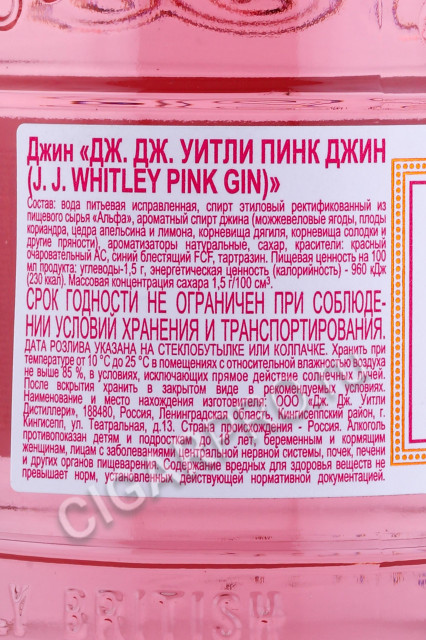 Джин «ДЖ. ДЖ. УИТЛИ ПИНК ДЖИН
(J. J. WHITLEY PINK GIN)»
Состав: вода питьевая исправленная, спирт этиловый ректификованный из
пищевого сырья «Альфа», ароматный спирт джина (можжевеловые ягоды, плоды
кориандра, цедра апельсина и лимона, корневища дягиля, корневища солодки и
другие пряности), ароматизаторы натуральные, сахар, красители: красный
очаровательный АС, синий блестящий FCF, тартразин. Пищевая ценность на 100
мл продукта: углеводы-1,5 г, энергетическая ценность (калорийность) - 960 кДж
(230 ккал). Массовая концентрация сахара 1,5 г/100 см³.
СРОК ГОДНОСТИ НЕ ОГРАНИЧЕН ПРИ СОБЛЮДЕ-
НИИ УСЛОВИЙ ХРАНЕНИЯ И ТРАНСПОРТИРОВАНИЯ.
ДАТА РОЗЛИВА УКАЗАНА НА СТЕКЛОБУТЫЛКЕ ИЛИ КОЛПАЧКЕ. Хранить при
температуре от 10 °С до 25 °С в помещениях с относительной влажностью воздуха
не выше 85 %, в условиях, исключающих прямое действие солнечных лучей.
После вскрытия хранить в закрытом виде в рекомендуемых условиях.
Наименование и место нахождения изготовителя: ООО «Дж. Дж. Уитли
Дистиллери», 188480, Россия, Ленинградская область, Кингисеппский район, г.
Кингисепп, ул. Театральная, д.13. Страна происхождения - Россия. Алкоголь
противопоказан детям и подросткам до 18 лет, беременным и кормящим
женщинам, лицам с заболеваниями центральной нервной системы, почек, печени
и других органов пищеварения. Содержание вредных для здоровья веществ не
превышает норм, установленных действующей нормативной документацией.
Y BRITISH